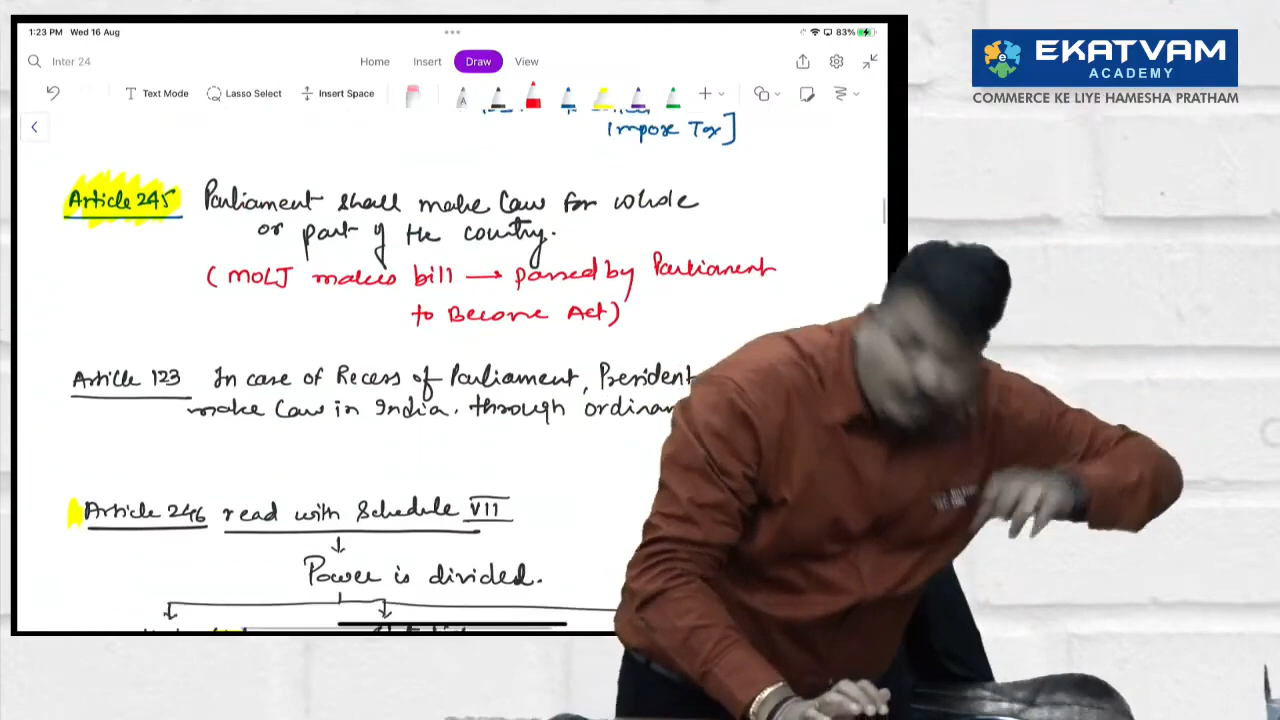 1:23 PM Wed 16 Aug
83%
Inter 24
Home Insert Draw View
Text Mode Lasso Select Insert Space
Impose Tax]
Article 245 Parliament shall make Law for whole
or part of the country.
(MOLJ makes bill → passed by Parliament
to Become Act)
Article 123 In case of Recess of Parliament, President
make Law in India. through ordinan
Article 246 read with Schedule VII
↓
Power is divided.
EKATVAM
ACADEMY
COMMERCE KE LIYE HAMESHA PRATHAM